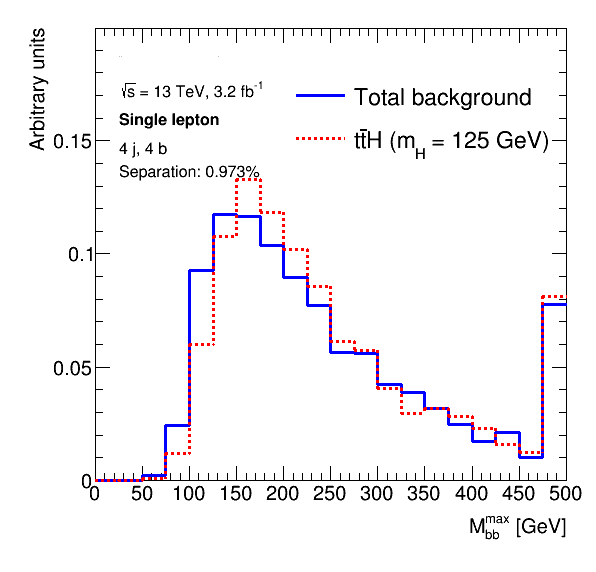 Arbitrary units
√s = 13 TeV, 3.2 fb⁻¹
Single lepton
4 j, 4 b
Separation: 0.973%
Total background
tt̄H (m_H = 125 GeV)
0.15
0.1
0.05
0
0 50 100 150 200 250 300 350 400 450 500
M_bb^max [GeV]